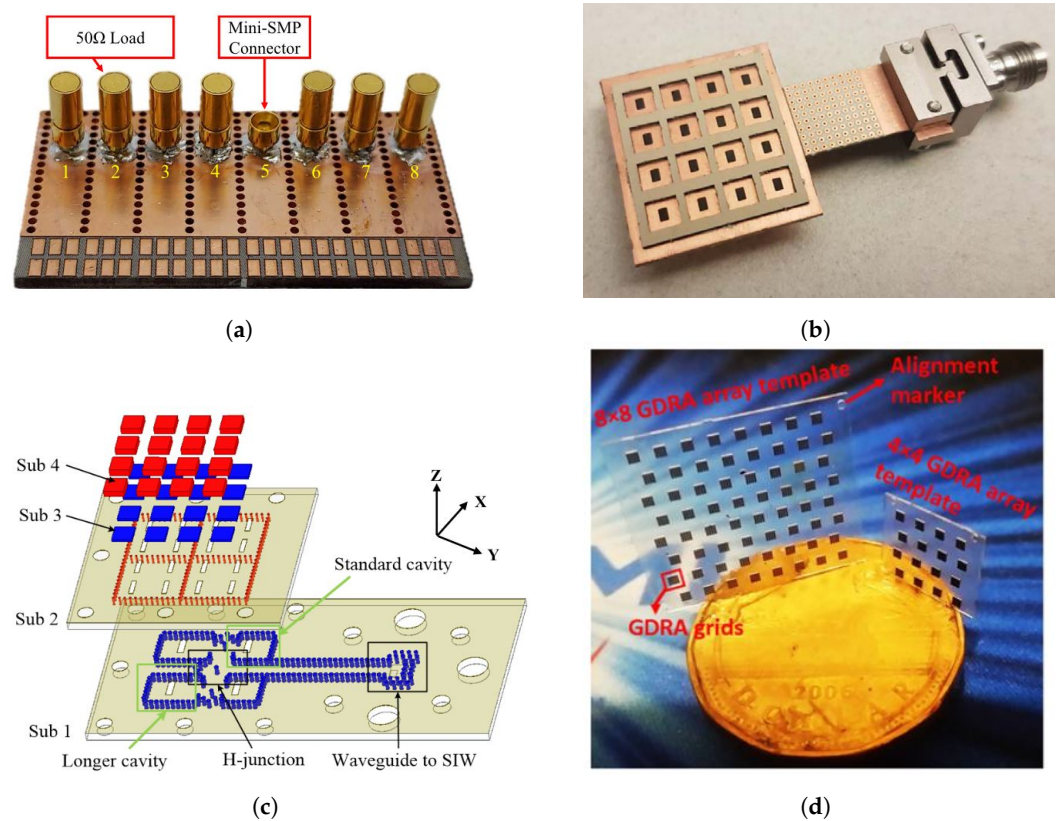 50Ω Load
Mini-SMP
Connector
1 2 3 4 5 6 7 8
(a)
(b)
Sub 4
Sub 3
Z
X
Y
Standard cavity
Sub 2
Sub 1
Longer cavity
H-junction
Waveguide to SIW
(c)
8×8 GDRA array template
Alignment
marker
4×4 GDRA array
template
GDRA grids
2006
(d)